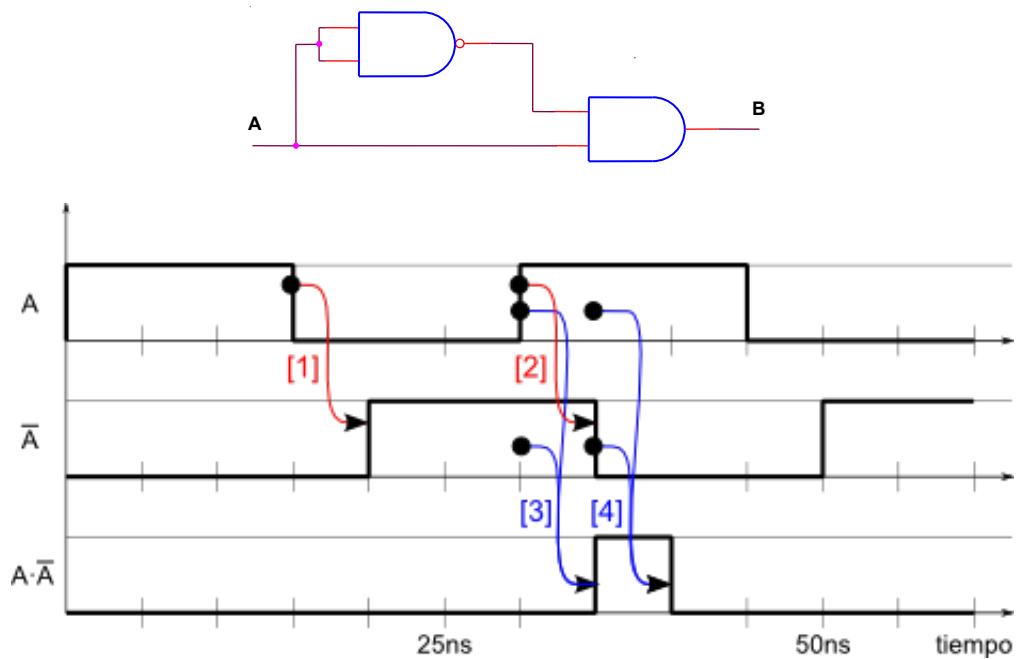 A
B
A
[1]
[2]
A̅
[3]
[4]
A·A̅
25ns
50ns
tiempo